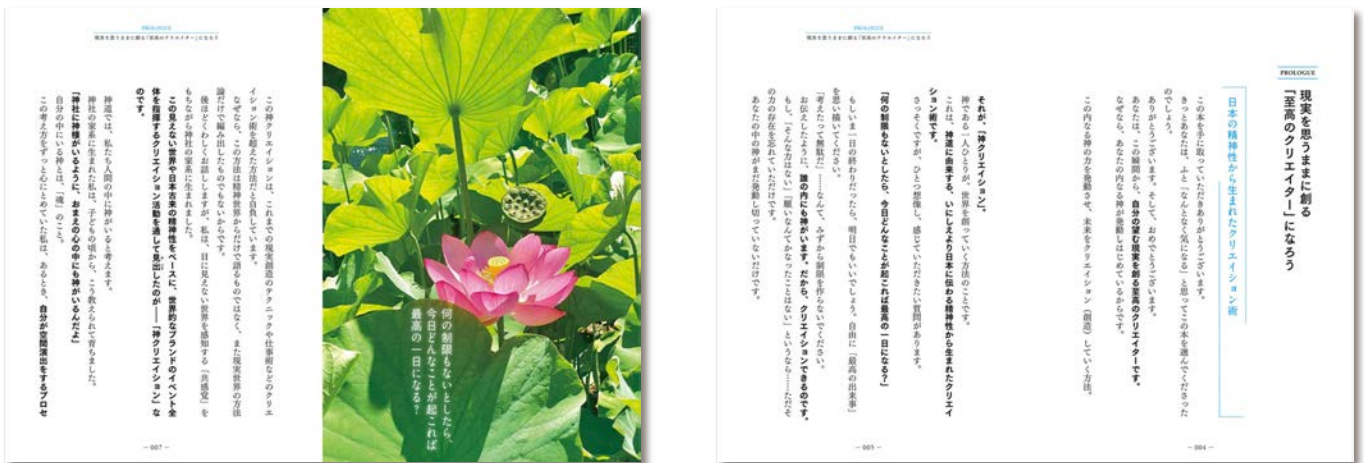 PROLOGUE
現実を思うままに創る
「至高のクリエイター」になろう
日本の精神性から生まれたクリエイション術
この本を手に取っていただきありがとうございます。
きっとあなたは、ふと「なんとなく気になる」と思ってこの本を選んでくださった
のでしょう。
ありがとうございます。そして、おめでとうございます。
あなたは、この瞬間から、自分の望む現実を創る至高のクリエイターです。
なぜなら、あなたの内なる神が発動しはじめているからです。
この内なる神の力を発動させ、未来をクリエイション（創造）していく方法。
— 004 —
PROLOGUE
現実を思うままに創る「至高のクリエイター」になろう
それが、「神クリエイション」。
神である一人ひとりが、世界を創っていく方法のことです。
これは、神道に由来する、いにしえより日本に伝わる精神性から生まれたクリエイ
ション術です。
さっそくですが、ひとつ想像し、感じていただきたい質問があります。
「何の制限もないとしたら、今日どんなことが起これば最高の一日になる？」
もしいま一日の終わりだったら、明日でもいいでしょう。自由に「最高の出来事」
を思い描いてください。
「考えたって無駄だ」……なんて、みずから制限を作らないでください。
お伝えしたように、誰の内にも神がいます。だから、クリエイションできるのです。
もし、「そんな方はない」「願いなんてかなったことはない」というなら……ただそ
の方の存在を忘れていただけです。
あなたの中の神がまだ発動し切っていないだけです。
— 005 —
何の制限もないとしたら、
今日どんなことが起これば
最高の一日になる？
PROLOGUE
現実を思うままに創る「至高のクリエイター」になろう
この神クリエイションは、これまでの現実創造のテクニックや仕事術などのクリエ
イション術を超えた方法だと自負しています。
なぜなら、この方法は精神世界からだけで語るものではなく、また現実世界の方法
論だけで編み出したものでもないからです。
後ほどくわしくお話ししますが、私は、目に見えない世界を感知する「共感覚」を
もちながら神社の家系に生まれました。
この見えない世界や日本古来の精神性をベースに、世界的なブランドのイベント全
体を指揮するクリエイション活動を通して見出したのが――「神クリエイション」な
のです。
神道では、私たち人間の中に神がいると考えます。
神社の家系に生まれた私は、子どもの頃から、こう教えられて育ちました。
「神社に神様がいるように、おまえの心の中にも神がいるんだよ」
自分の中にいる神とは、「魂」のこと。
この考え方をずっと心にとめていた私は、あるとき、自分が空間演出をするプロセ
— 007 —